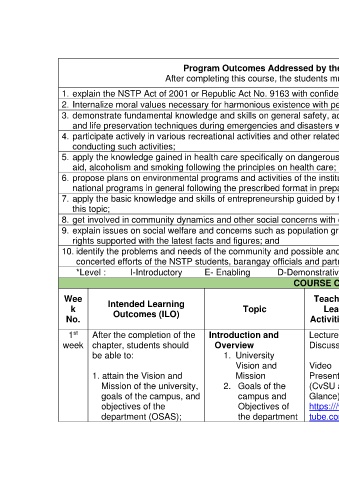 Program Outcomes Addressed by the
After completing this course, the students mu
1. explain the NSTP Act of 2001 or Republic Act No. 9163 with confide
2. Internalize moral values necessary for harmonious existence with pe
3. demonstrate fundamental knowledge and skills on general safety, ac
and life preservation techniques during emergencies and disasters w
4. participate actively in various recreational activities and other related
conducting such activities;
5. apply the knowledge gained in health care specifically on dangerous
aid, alcoholism and smoking following the principles on health care;
6. propose plans on environmental programs and activities of the institu
national programs in general following the prescribed format in prepa
7. apply the basic knowledge and skills of entrepreneurship guided by t
this topic;
8. get involved in community dynamics and other social concerns with
9. explain issues on social welfare and concerns such as population gr
rights supported with the latest facts and figures; and
10. identify the problems and needs of the community and possible and
concerted efforts of the NSTP students, barangay officials and partn
*Level : I-Introductory E- Enabling D-Demonstrativ
COURSE C
Wee
k
No.
Intended Learning
Outcomes (ILO)
Topic
Teach
Lea
Activiti
1st
week
After the completion of the
chapter, students should
be able to:
1. attain the Vision and
Mission of the university,
goals of the campus, and
objectives of the
department (OSAS);
Introduction and
Overview
1. University
Vision and
Mission
2. Goals of the
campus and
Objectives of
the department
Lecture
Discuss
Video
Present
(CvSU a
Glance)
https://
tube.co